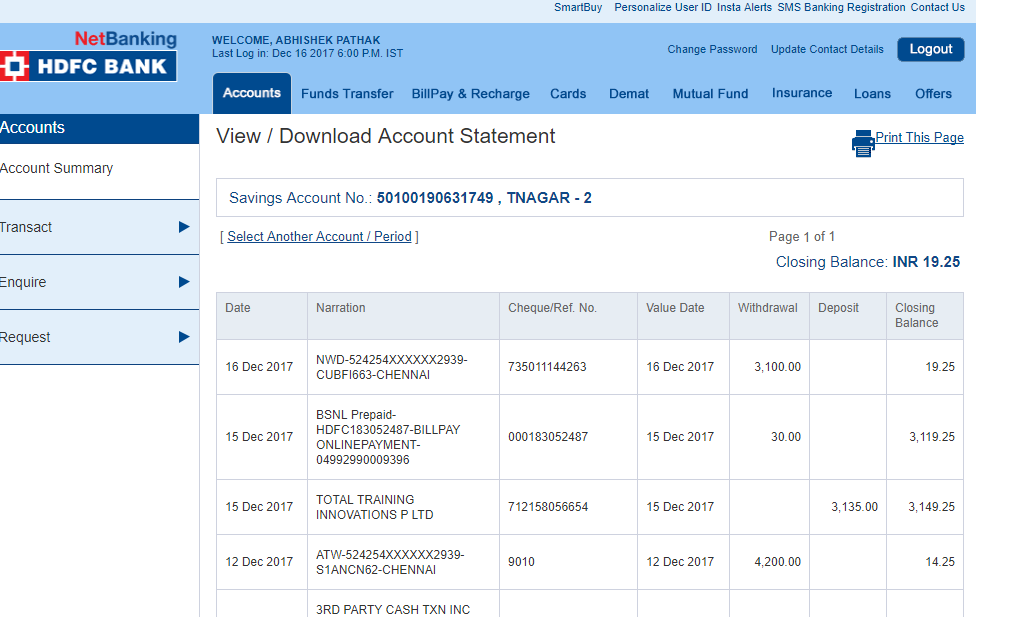 SmartBuy Personalize User ID Insta Alerts SMS Banking Registration Contact Us
NetBanking
HDFC BANK
WELCOME, ABHISHEK PATHAK
Last Log in: Dec 16 2017 6:00 P.M. IST
Change Password Update Contact Details Logout
Accounts Funds Transfer BillPay & Recharge Cards Demat Mutual Fund Insurance Loans Offers
Accounts
Account Summary
Transact
Enquire
Request
View / Download Account Statement
Print This Page
Savings Account No.: 50100190631749 , TNAGAR - 2
[ Select Another Account / Period ]
Page 1 of 1
Closing Balance: INR 19.25
Date Narration Cheque/Ref. No. Value Date Withdrawal Deposit Closing
Balance
16 Dec 2017 NWD-524254XXXXXX2939-
CUBFI663-CHENNAI 735011144263 16 Dec 2017 3,100.00 19.25
15 Dec 2017 BSNL Prepaid-
HDFC183052487-BILLPAY
ONLINEPAYMENT-
04992990009396 000183052487 15 Dec 2017 30.00 3,119.25
15 Dec 2017 TOTAL TRAINING
INNOVATIONS P LTD 712158056654 15 Dec 2017 3,135.00 3,149.25
12 Dec 2017 ATW-524254XXXXXX2939-
S1ANCN62-CHENNAI 9010 12 Dec 2017 4,200.00 14.25
3RD PARTY CASH TXN INC